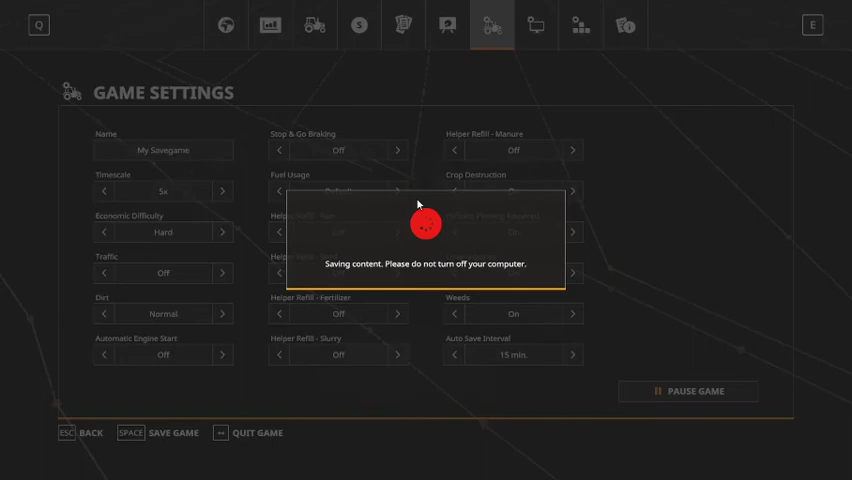 Q
E
GAME SETTINGS
Name
My Savegame
Timescale
5x
Economic Difficulty
Hard
Traffic
Off
Dirt
Normal
Automatic Engine Start
Off
Stop & Go Braking
Off
Fuel Usage
Default
Saving content. Please do not turn off your computer.
Helper Refill - Fertilizer
Off
Helper Refill - Slurry
Off
Helper Refill - Manure
Off
Crop Destruction
On
Weeds
On
Auto Save Interval
15 min.
PAUSE GAME
ESC BACK SPACE SAVE GAME QUIT GAME